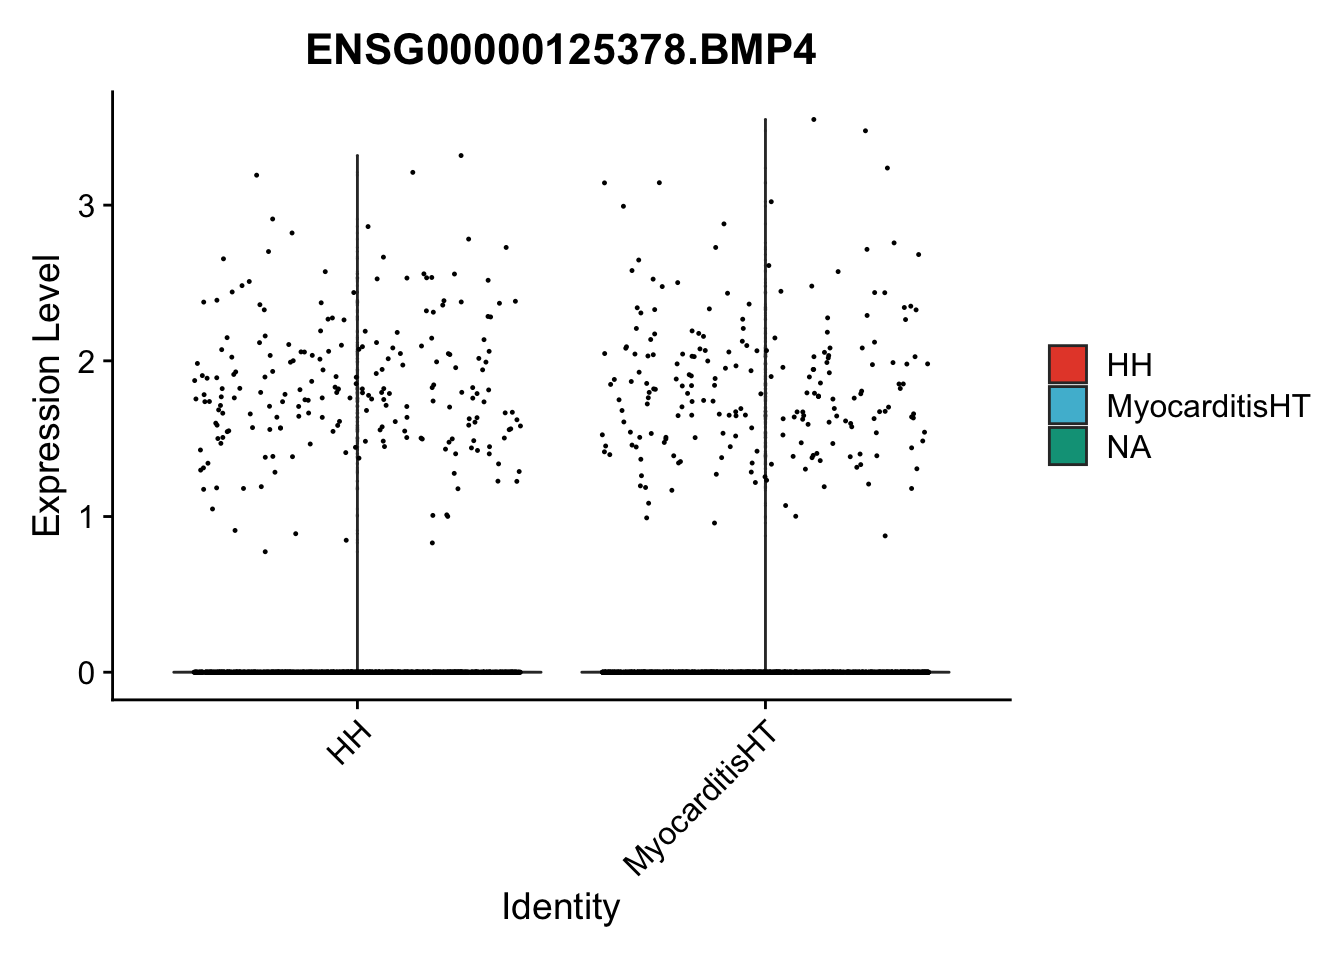 ENSG00000125378.BMP4
Expression Level
3
2
1
0
HH
MyocarditisHT
Identity
HH
MyocarditisHT
NA